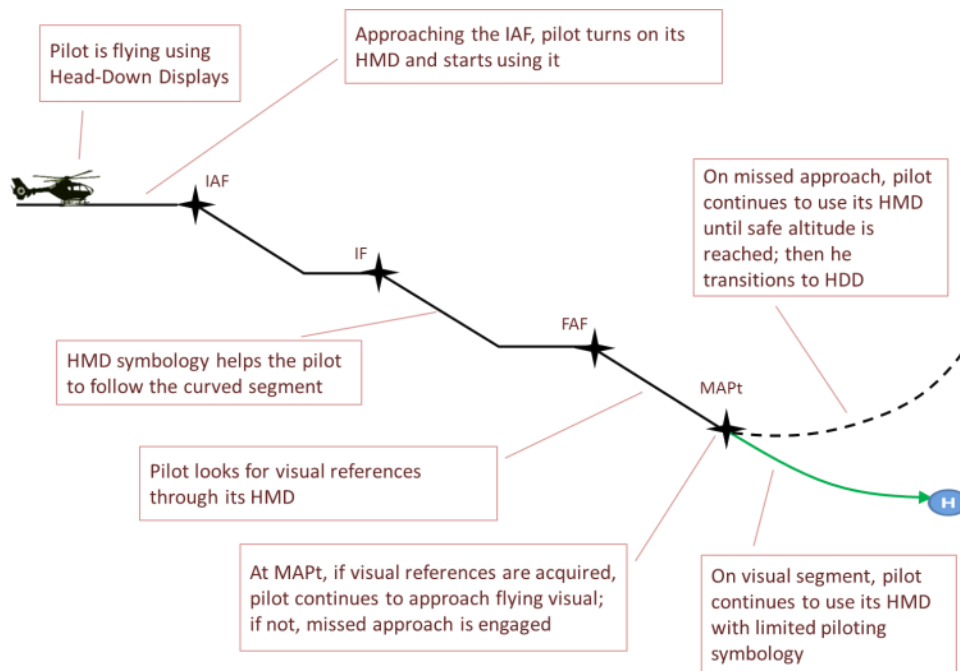 Pilot is flying using
Head-Down Displays
Approaching the IAF, pilot turns on its
HMD and starts using it
IAF
On missed approach, pilot
continues to use its HMD
until safe altitude is
reached; then he
transitions to HDD
IF
FAF
HMD symbology helps the pilot
to follow the curved segment
MAPt
Pilot looks for visual references
through its HMD
H
At MAPt, if visual references are acquired,
pilot continues to approach flying visual;
if not, missed approach is engaged
On visual segment, pilot
continues to use its HMD
with limited piloting
symbology